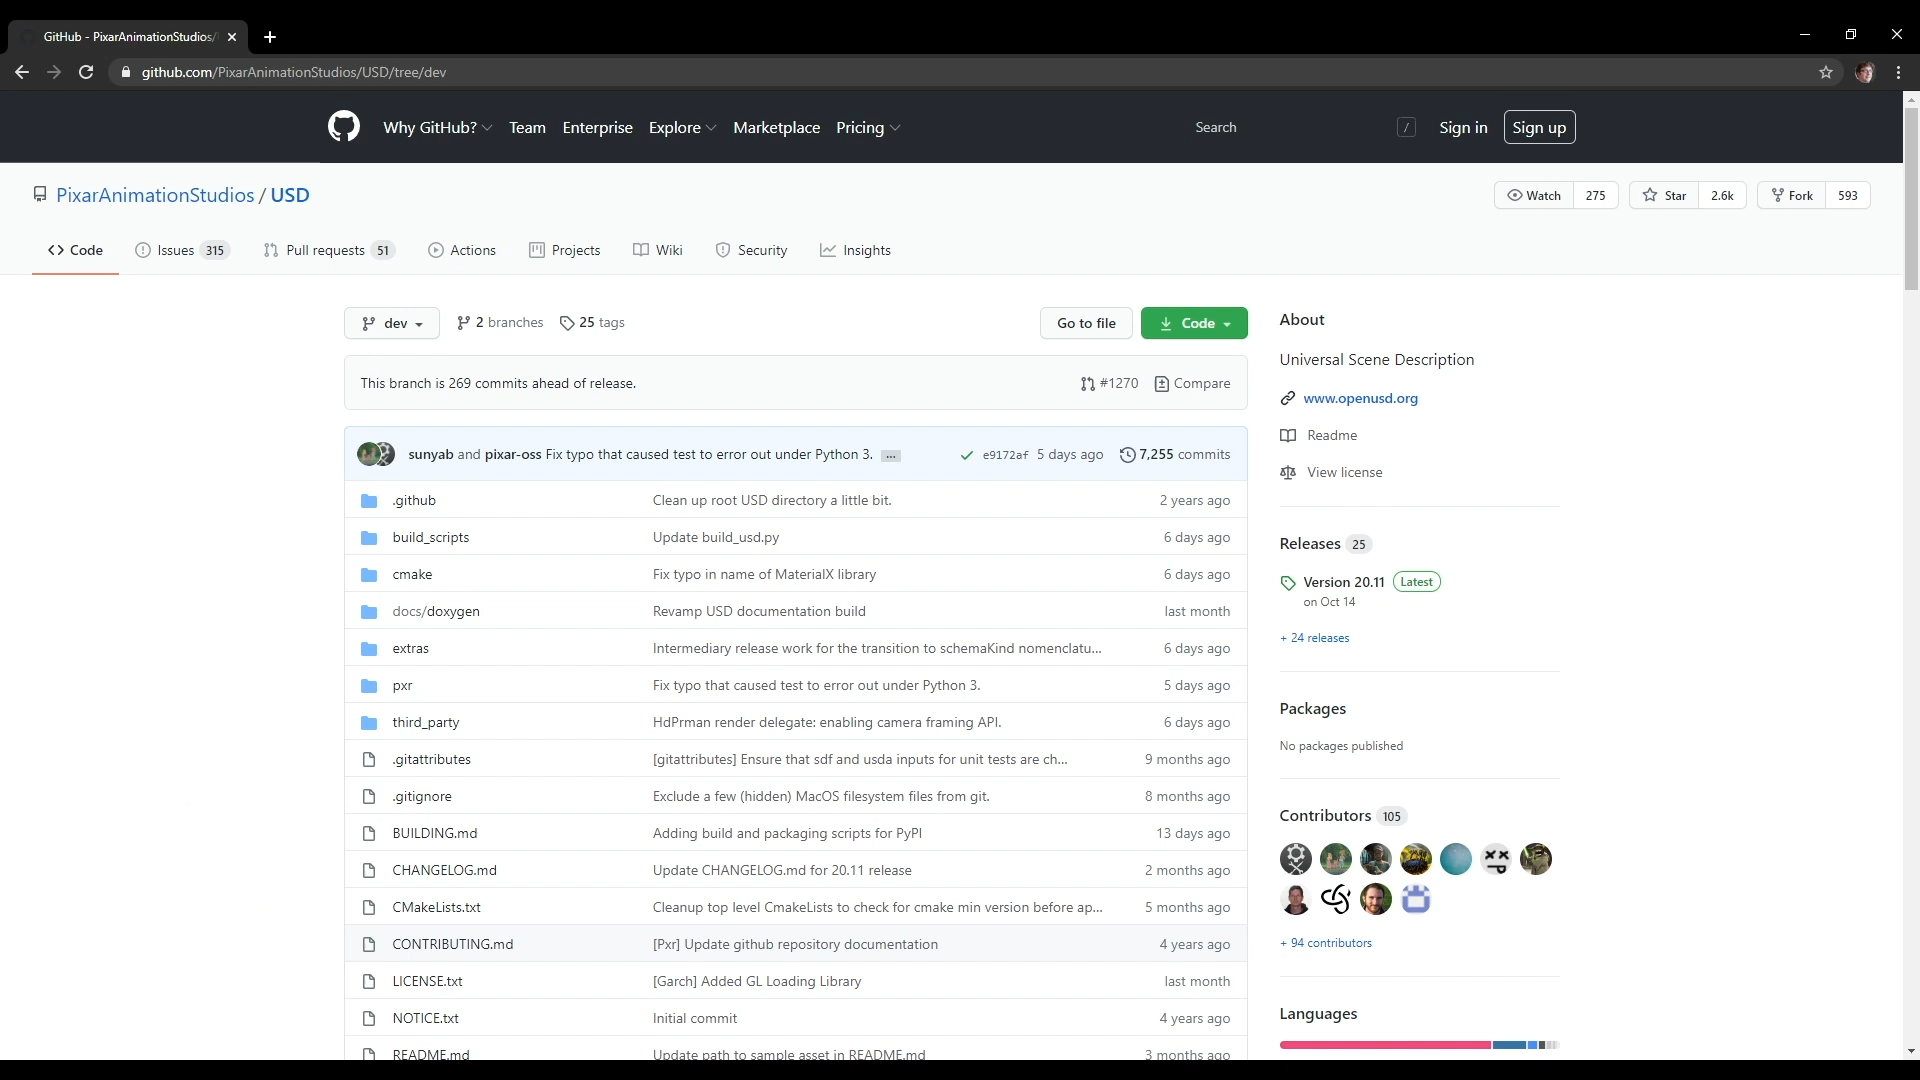 GitHub - PixarAnimationStudios/
github.com/PixarAnimationStudios/USD/tree/dev
Why GitHub? Team Enterprise Explore Marketplace Pricing Search / Sign in Sign up
PixarAnimationStudios / USD Watch 275 Star 2.6k Fork 593
Code Issues 315 Pull requests 51 Actions Projects Wiki Security Insights
dev 2 branches 25 tags Go to file Code
This branch is 269 commits ahead of release. #1270 Compare
sunyab and pixar-oss Fix typo that caused test to error out under Python 3. ... e9172af 5 days ago 7,255 commits
.github Clean up root USD directory a little bit. 2 years ago
build_scripts Update build_usd.py 6 days ago
cmake Fix typo in name of MaterialX library 6 days ago
docs/doxygen Revamp USD documentation build last month
extras Intermediary release work for the transition to schemaKind nomenclatu... 6 days ago
pxr Fix typo that caused test to error out under Python 3. 5 days ago
third_party HdPrman render delegate: enabling camera framing API. 6 days ago
.gitattributes [gitattributes] Ensure that sdf and usda inputs for unit tests are ch... 9 months ago
.gitignore Exclude a few (hidden) MacOS filesystem files from git. 8 months ago
BUILDING.md Adding build and packaging scripts for PyPI 13 days ago
CHANGELOG.md Update CHANGELOG.md for 20.11 release 2 months ago
CMakeLists.txt Cleanup top level CmakeLists to check for cmake min version before ap... 5 months ago
CONTRIBUTING.md [Pxr] Update github repository documentation 4 years ago
LICENSE.txt [Garch] Added GL Loading Library last month
NOTICE.txt Initial commit 4 years ago
README.md Update path to sample asset in README.md 3 months ago
About
Universal Scene Description
www.openusd.org
Readme
View license
Releases 25
Version 20.11 Latest
on Oct 14
+ 24 releases
Packages
No packages published
Contributors 105
+ 94 contributors
Languages